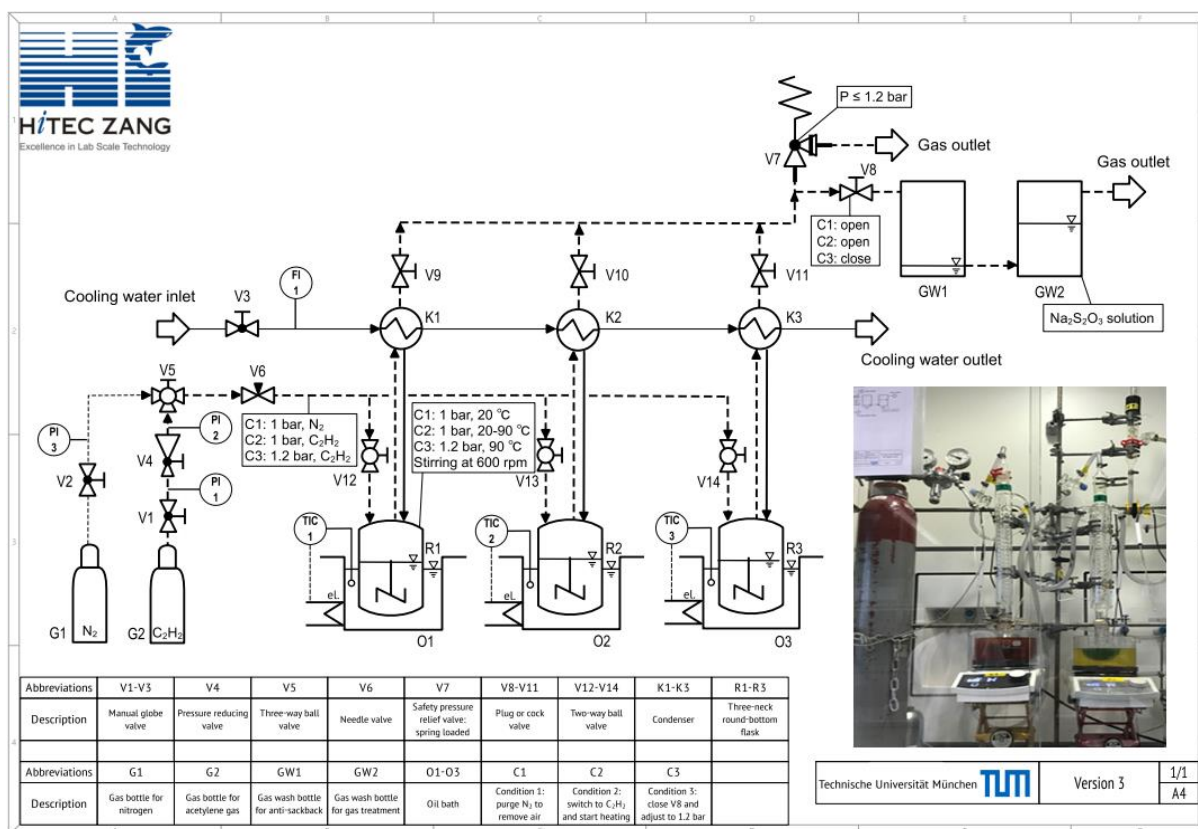 A B C D E F
HiTEC ZANG
Excellence in Lab Scale Technology
P ≤ 1.2 bar
V7
Gas outlet
V8
Gas outlet
C1: open
C2: open
C3: close
GW1
GW2
Na₂S₂O₃ solution
V9
V10
V11
FI
1
V3
Cooling water inlet
K1
K2
K3
Cooling water outlet
V5
V6
C1: 1 bar, N₂
C2: 1 bar, C₂H₂
C3: 1.2 bar, C₂H₂
C1: 1 bar, 20 °C
C2: 1 bar, 20-90 °C
C3: 1.2 bar, 90 °C
Stirring at 600 rpm
PI
3
PI
2
V4
V2
PI
1
V1
V12
V13
V14
TIC
1
R1
TIC
2
R2
TIC
3
R3
el.
el.
el.
G1
N₂
G2
C₂H₂
O1
O2
O3
Abbreviations V1-V3 V4 V5 V6 V7 V8-V11 V12-V14 K1-K3 R1-R3
Description Manual globe valve Pressure reducing valve Three-way ball valve Needle valve Safety pressure relief valve: spring loaded Plug or cock valve Two-way ball valve Condenser Three-neck round-bottom flask
Abbreviations G1 G2 GW1 GW2 O1-O3 C1 C2 C3
Description Gas bottle for nitrogen Gas bottle for acetylene gas Gas wash bottle for anti-sackback Gas wash bottle for gas treatment Oil bath Condition 1: purge N₂ to remove air Condition 2: switch to C₂H₂ and start heating Condition 3: close V8 and adjust to 1.2 bar
Technische Universität München TUM
Version 3
1/1
A4